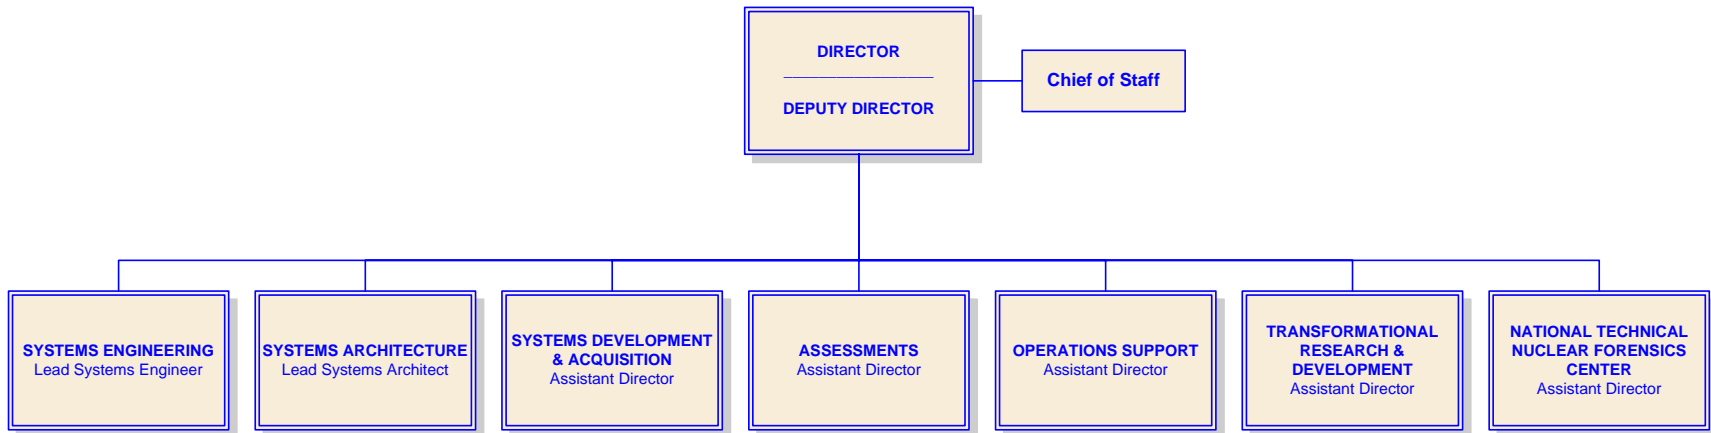 DIRECTOR
DEPUTY DIRECTOR
Chief of Staff
SYSTEMS ENGINEERING
Lead Systems Engineer
SYSTEMS ARCHITECTURE
Lead Systems Architect
SYSTEMS DEVELOPMENT
& ACQUISITION
Assistant Director
ASSESSMENTS
Assistant Director
OPERATIONS SUPPORT
Assistant Director
TRANSFORMATIONAL
RESEARCH &
DEVELOPMENT
Assistant Director
NATIONAL TECHNICAL
NUCLEAR FORENSICS
CENTER
Assistant Director